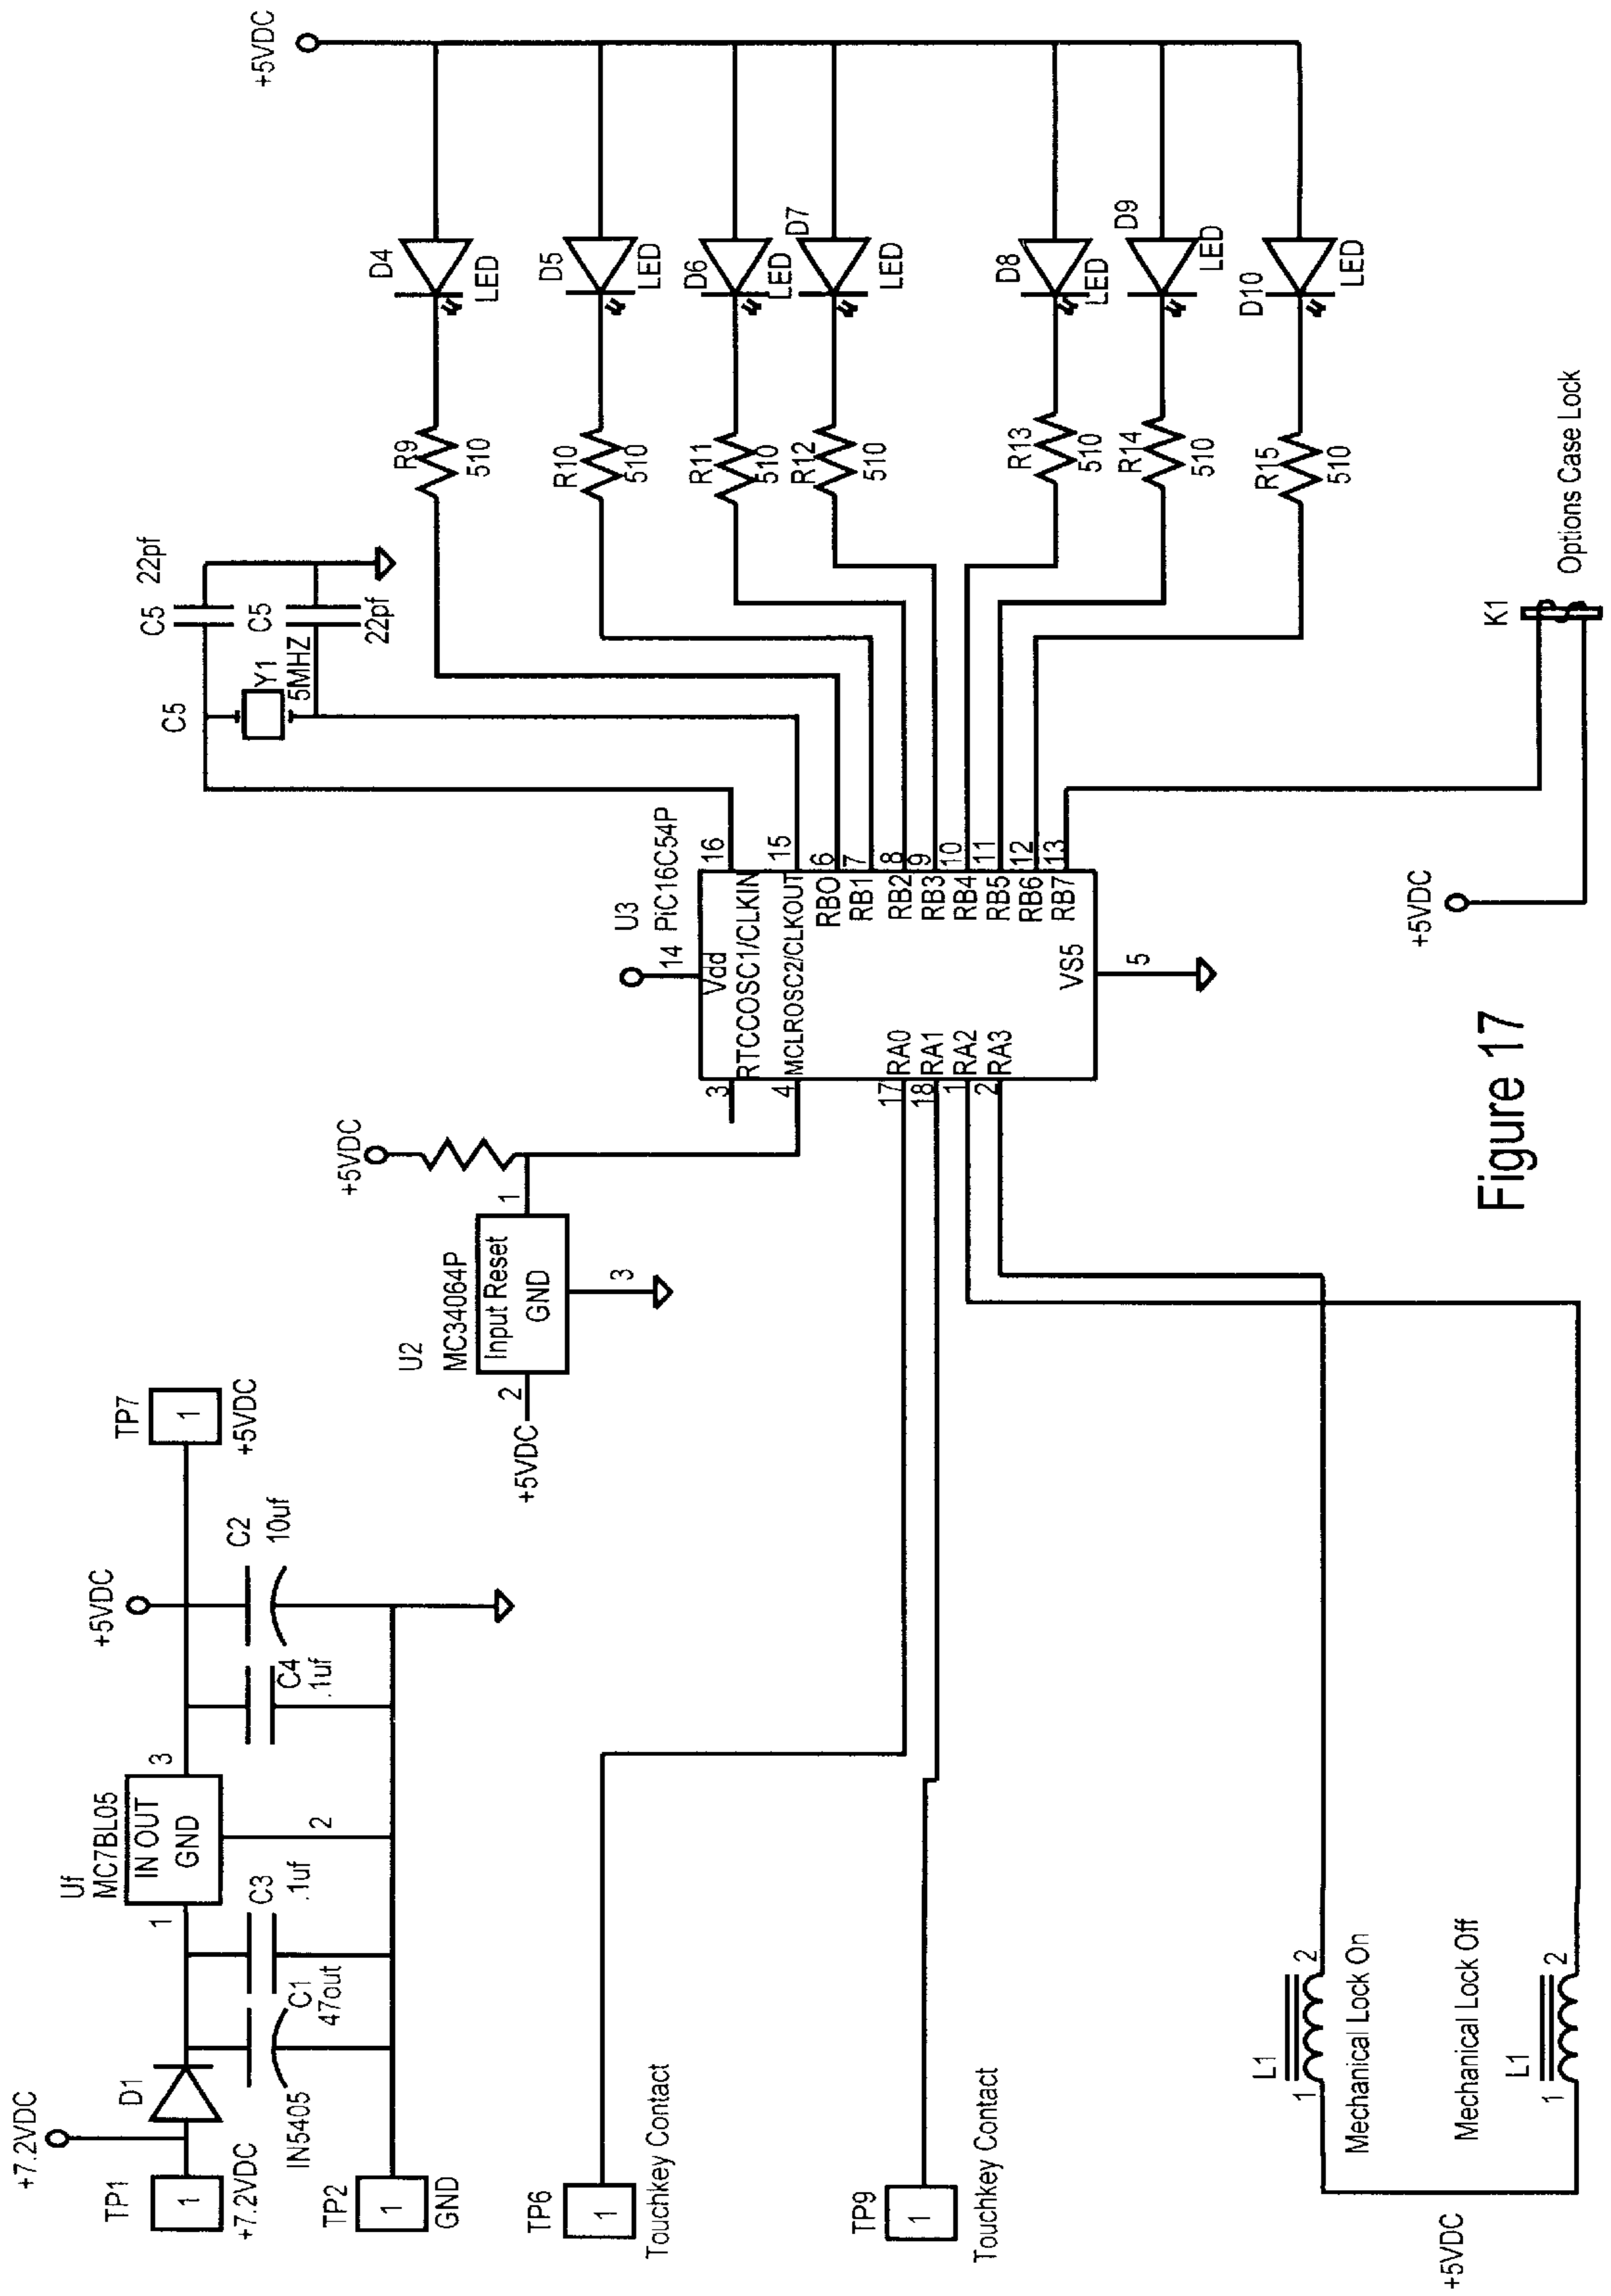 +7.2VDC
TP1
1
+7.2VDC
D1
IN5405
C1
47out
C3
.1uf
Uf
MC7BL05
IN OUT
GND
1
2
3
C4
.1uf
+5VDC
C2
10uf
TP7
1
+5VDC
TP2
1
GND
U2
MC34064P
Input Reset
GND
+5VDC
2
1
3
+5VDC
TP6
1
Touchkey Contact
TP9
1
Touchkey Contact
L1
1
2
Mechanical Lock On
Mechanical Lock Off
L1
1
2
+5VDC
U3
PiC16C54P
14
Vdd
3
RTCCOSC1/CLKIN
16
4
MCLROSC2/CLKOUT
15
RBO
6
RB1
7
17
RA0
RB2
8
18
RA1
RB3
9
1
RA2
RB4
10
2
RA3
RB5
11
RB6
12
RB7
13
VS5
5
C5
Y1
5MHZ
C5
22pf
C5
22pf
+5VDC
R9
510
D4
LED
R10
510
D5
LED
R11
510
D6
LED
R12
510
D7
LED
R13
510
D8
LED
R14
510
D9
LED
R15
510
D10
LED
+5VDC
K1
Options Case Lock
Figure 17